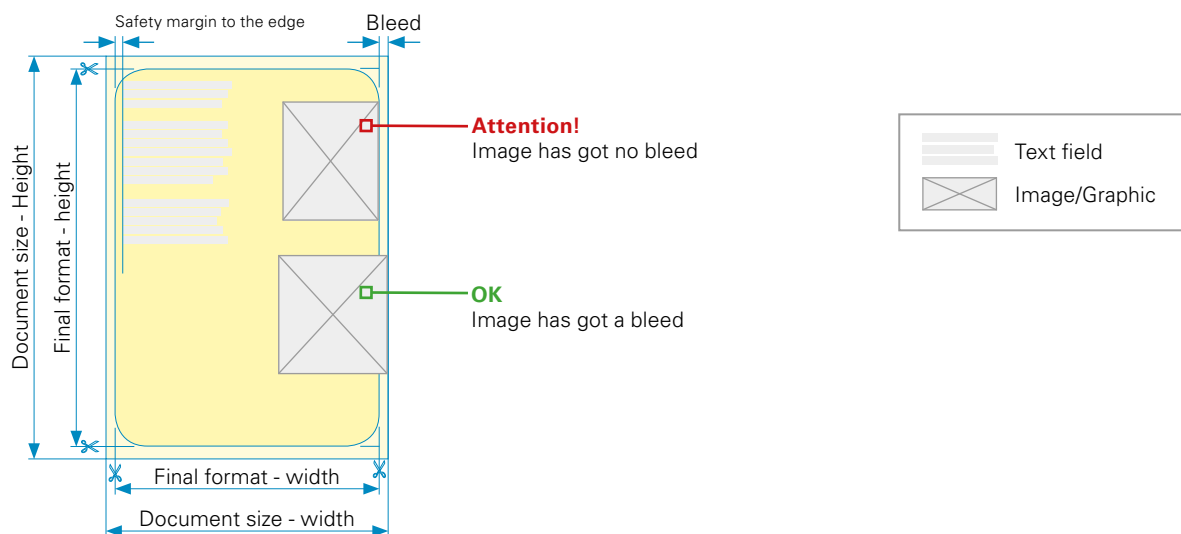 Safety margin to the edge
Bleed
Attention!
Image has got no bleed
Text field
Image/Graphic
Document size - Height
Final format - height
OK
Image has got a bleed
Final format - width
Document size - width